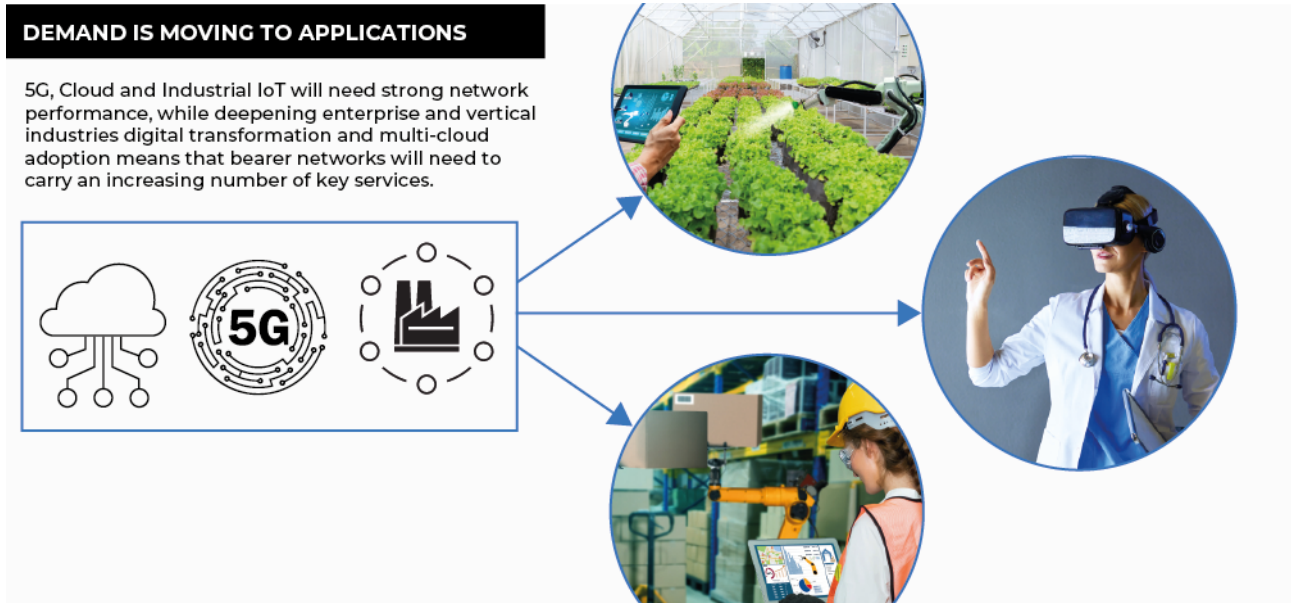 DEMAND IS MOVING TO APPLICATIONS
5G, Cloud and Industrial IoT will need strong network
performance, while deepening enterprise and vertical
industries digital transformation and multi-cloud
adoption means that bearer networks will need to
carry an increasing number of key services.
5G